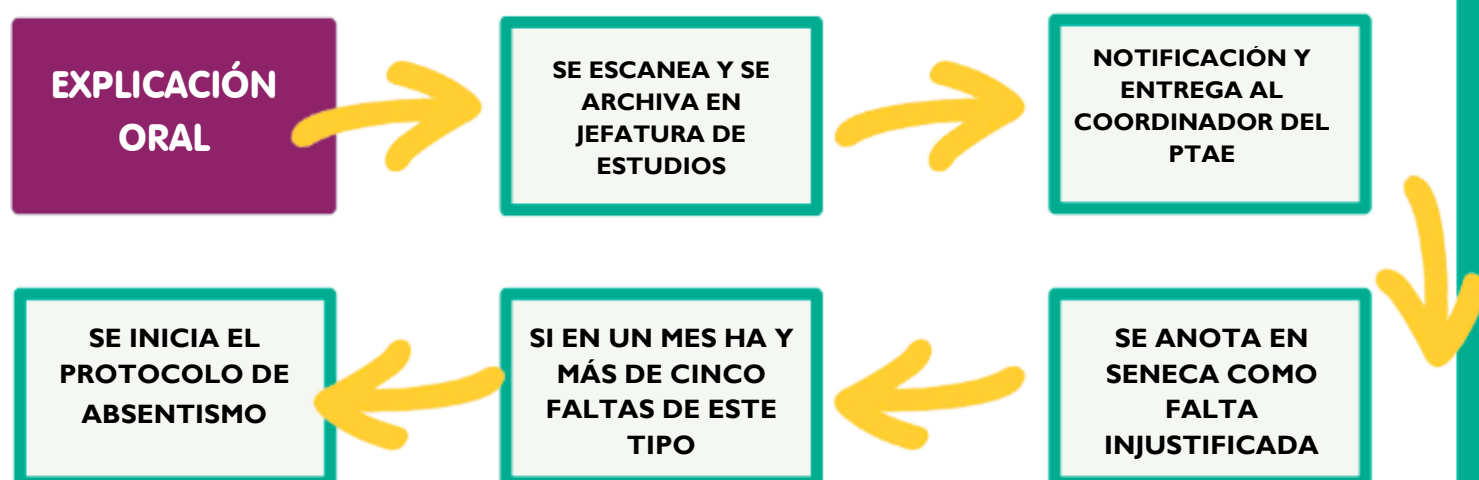 EXPLICACIÓN
ORAL
SE ESCANEA Y SE
ARCHIVA EN
JEFATURA DE
ESTUDIOS
NOTIFICACIÓN Y
ENTREGA AL
COORDINADOR DEL
PTAE
SE ANOTA EN
SENECA COMO
FALTA
INJUSTIFICADA
SI EN UN MES HA Y
MÁS DE CINCO
FALTAS DE ESTE
TIPO
SE INICIA EL
PROTOCOLO DE
ABSENTISMO